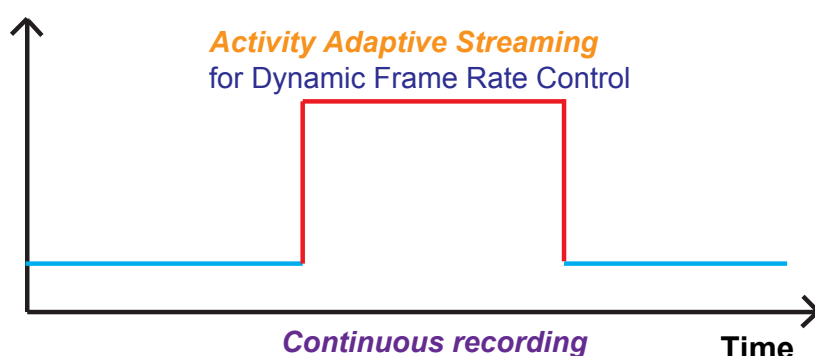 Activity Adaptive Streaming
for Dynamic Frame Rate Control
Continuous recording
Time